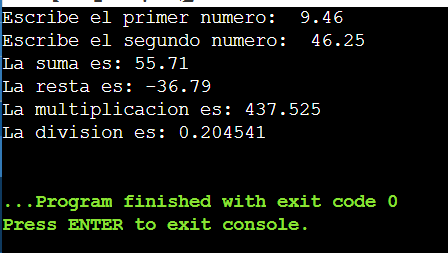 Escribe el primer numero:  9.46
Escribe el segundo numero:  46.25
La suma es: 55.71
La resta es: -36.79
La multiplicacion es: 437.525
La division es: 0.204541
...Program finished with exit code 0
Press ENTER to exit console.